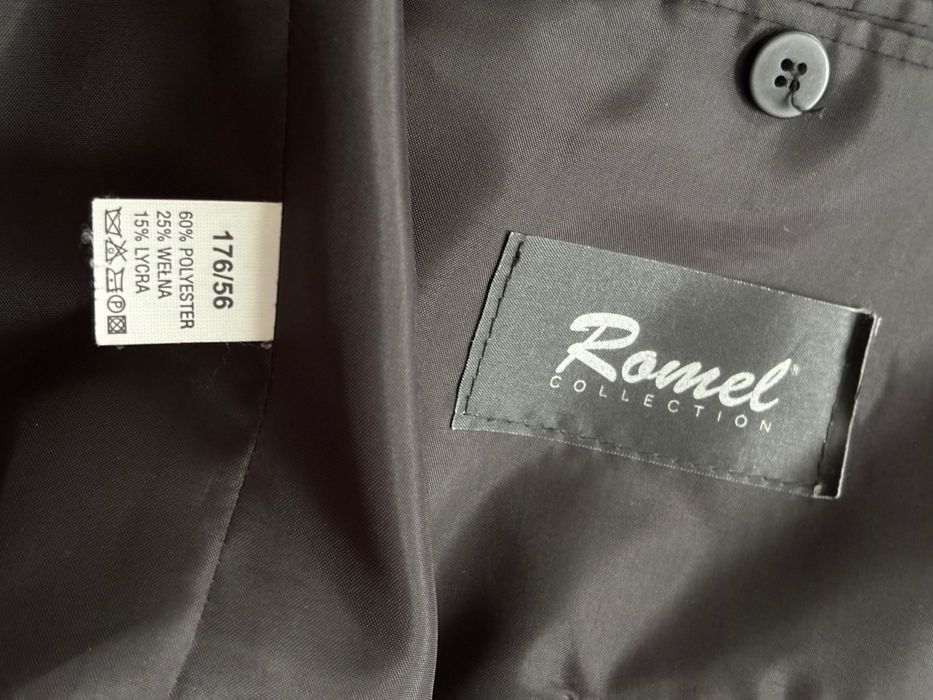 176/56
60% POLYESTER
25% WEŁNA
15% LYCRA
P
Romel®
COLLECTION